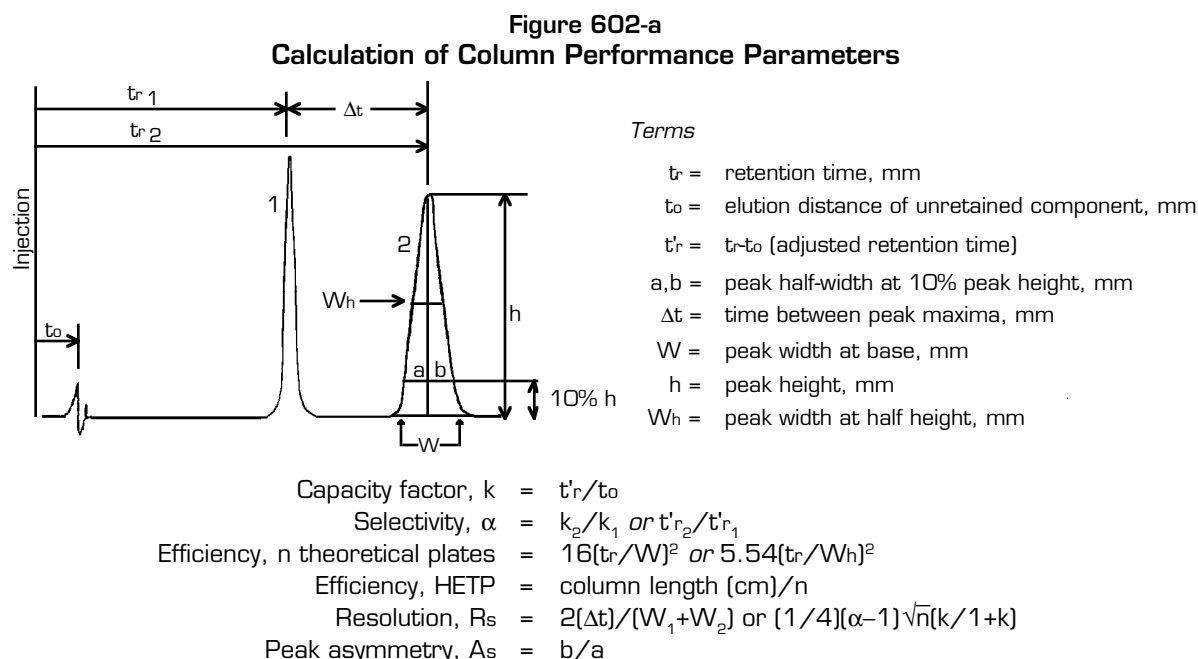 Figure 602-a
Calculation of Column Performance Parameters
tr 1
Δt
tr 2
Injection
1
2
Wh
h
to
a b
10% h
W
Terms
tr = retention time, mm
to = elution distance of unretained component, mm
t'r = tr-to (adjusted retention time)
a,b = peak half-width at 10% peak height, mm
Δt = time between peak maxima, mm
W = peak width at base, mm
h = peak height, mm
Wh = peak width at half height, mm
Capacity factor, k = t'r/to
Selectivity, α = k₂/k₁ or t'r₂/t'r₁
Efficiency, n theoretical plates = 16(tr/W)² or 5.54(tr/Wh)²
Efficiency, HETP = column length (cm)/n
Resolution, Rs = 2(Δt)/(W₁+W₂) or (1/4)(α–1)√n(k/1+k)
Peak asymmetry, As = b/a